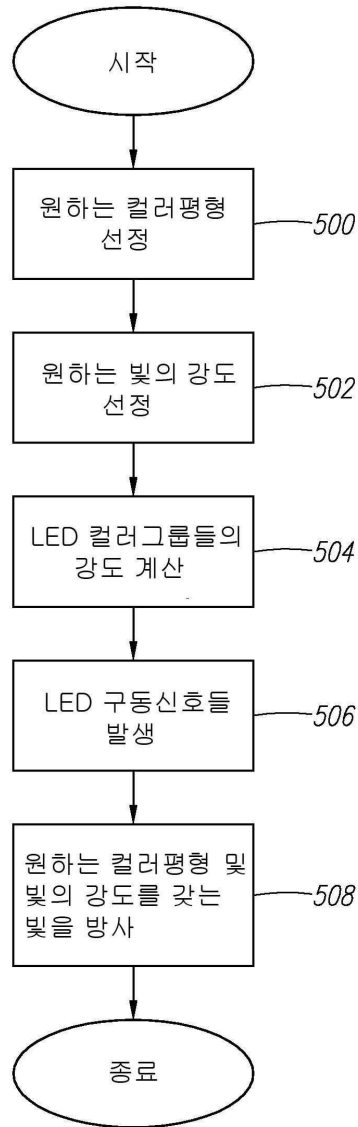 시작
원하는 컬러평형
선정
500
원하는 빛의 강도
선정
502
LED 컬러그룹들의
강도 계산
504
LED 구동신호들
발생
506
원하는 컬러평형 및
빛의 강도를 갖는
빛을 방사
508
종료